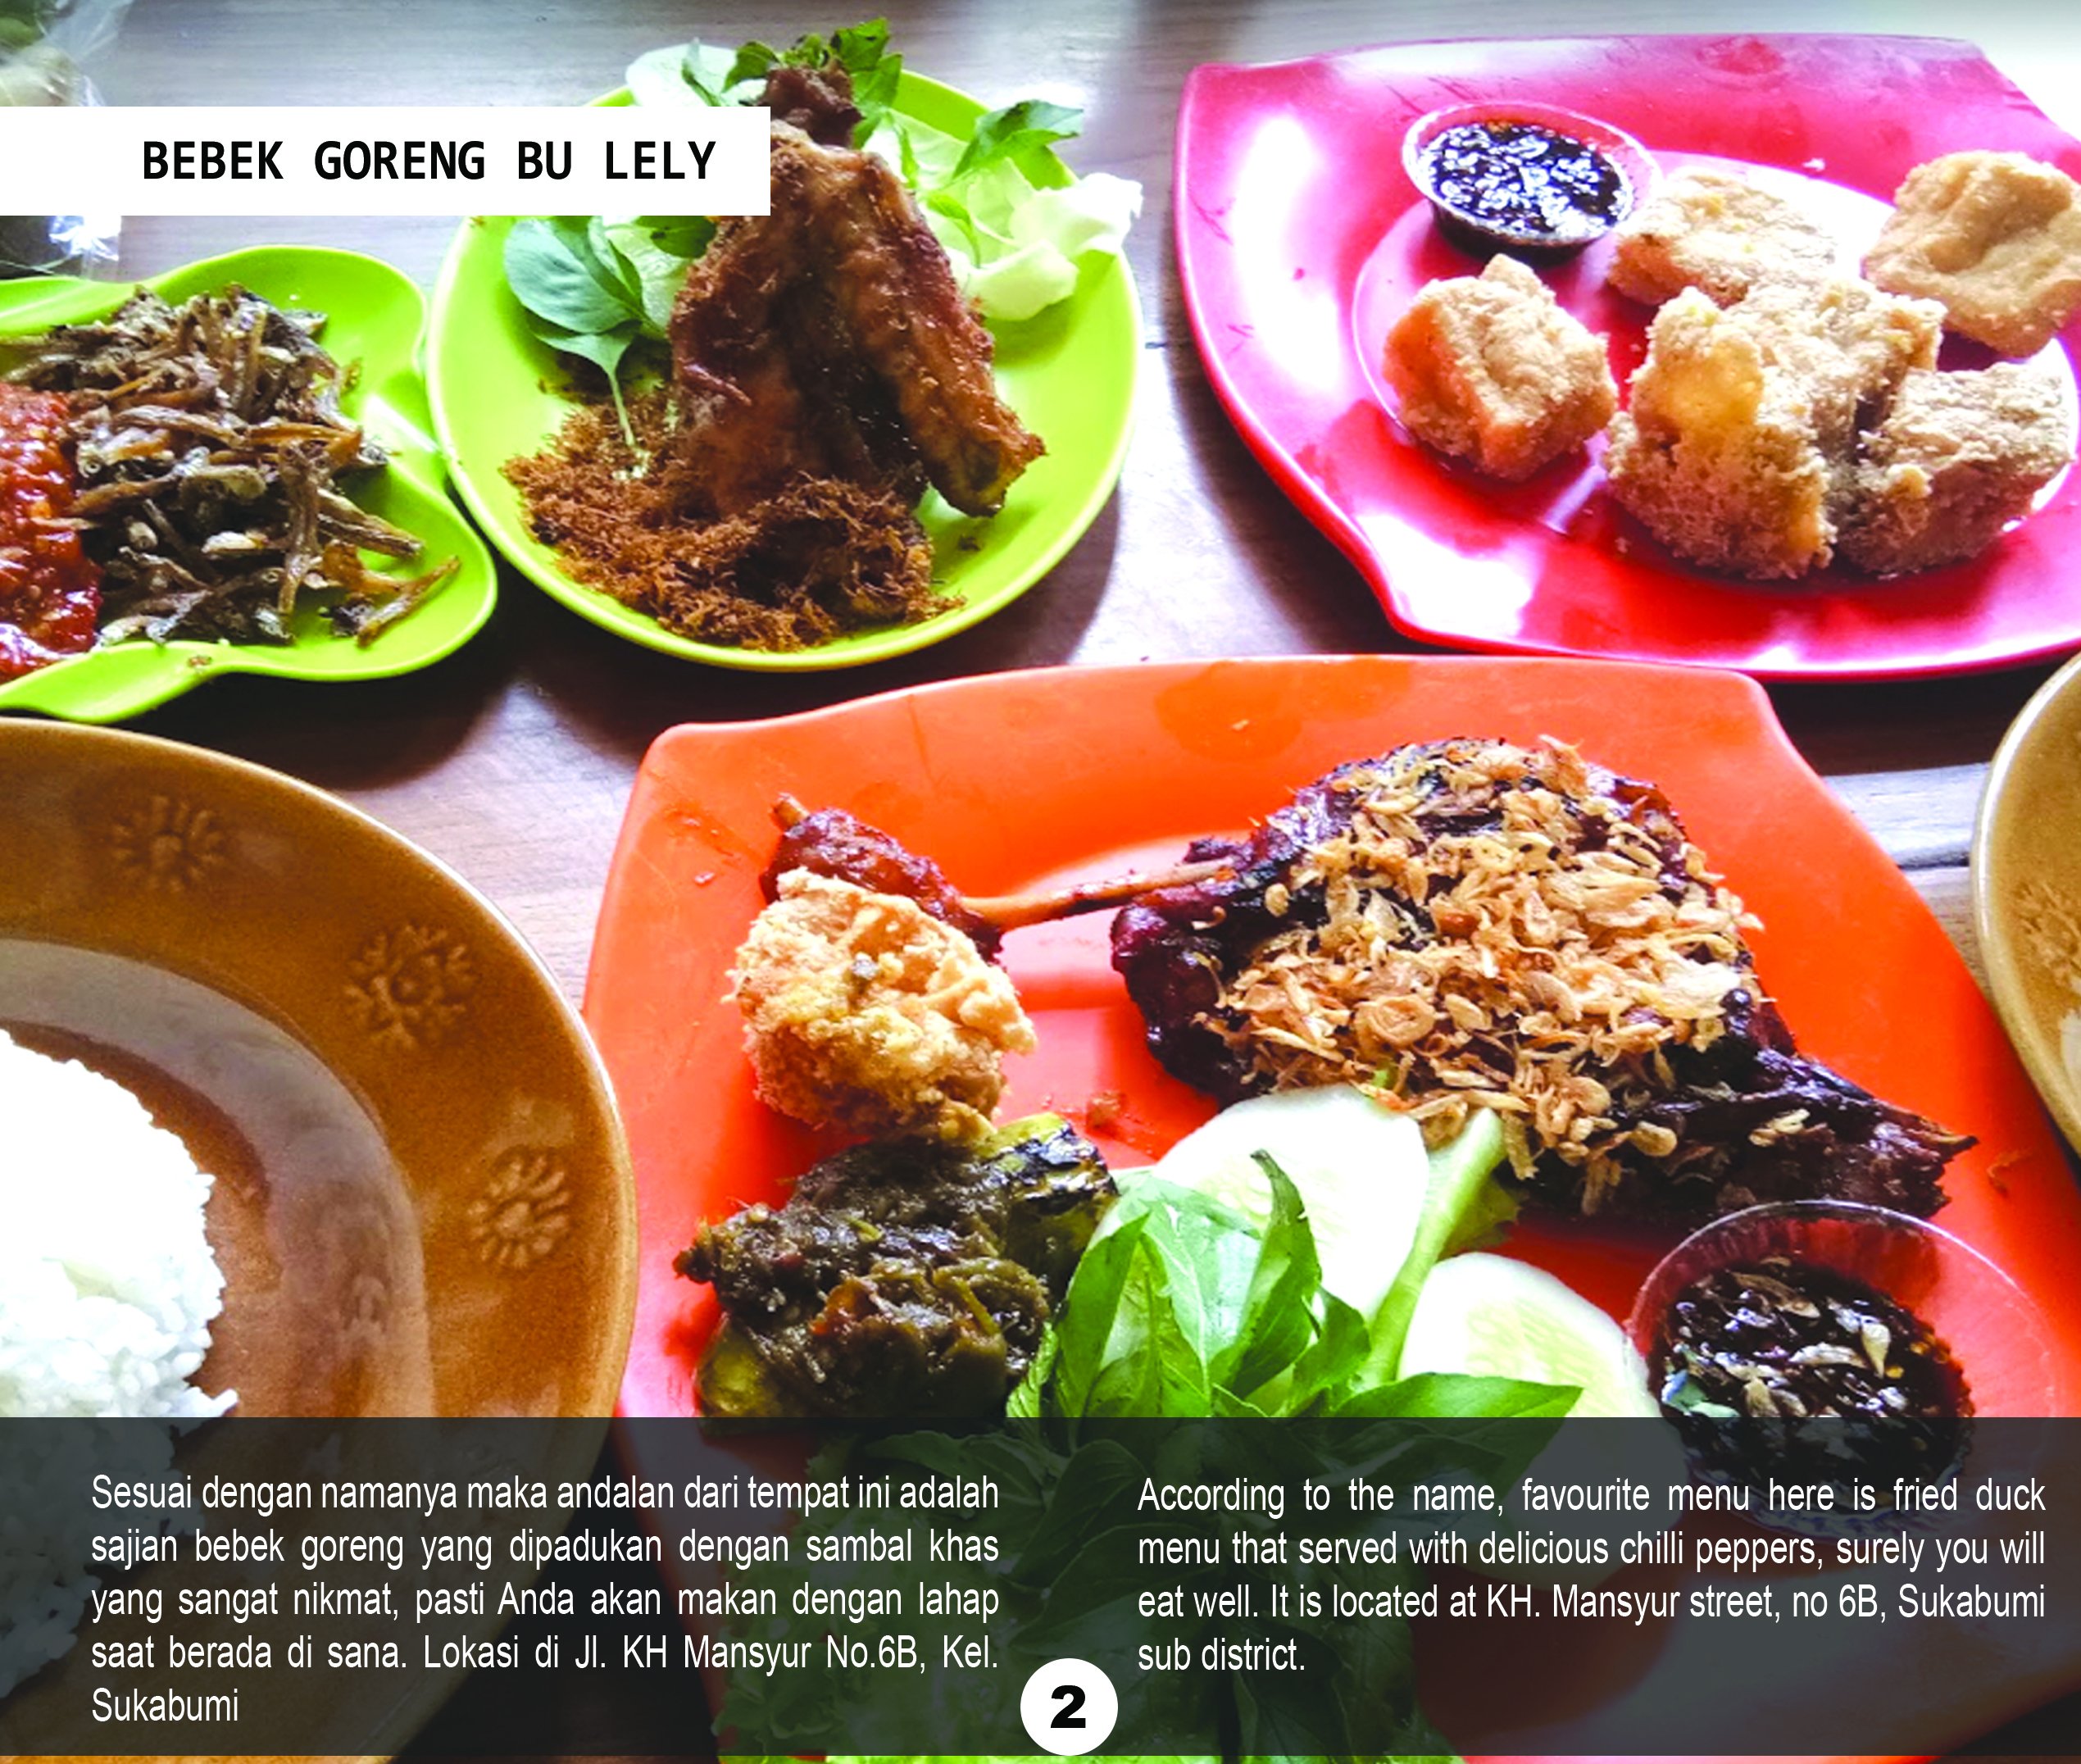 BEBEK GORENG BU LELY
Sesuai dengan namanya maka andalan dari tempat ini adalah
sajian bebek goreng yang dipadukan dengan sambal khas
yang sangat nikmat, pasti Anda akan makan dengan lahap
saat berada di sana. Lokasi di Jl. KH Mansyur No.6B, Kel.
Sukabumi
According to the name, favourite menu here is fried duck
menu that served with delicious chilli peppers, surely you will
eat well. It is located at KH. Mansyur street, no 6B, Sukabumi
sub district.
2